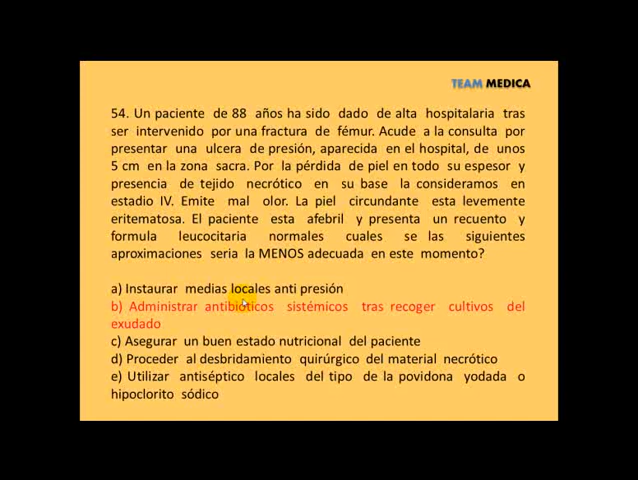 TEAM MEDICA
54. Un paciente de 88 años ha sido dado de alta hospitalaria tras
ser intervenido por una fractura de fémur. Acude a la consulta por
presentar una ulcera de presión, aparecida en el hospital, de unos
5 cm en la zona sacra. Por la pérdida de piel en todo su espesor y
presencia de tejido necrótico en su base la consideramos en
estadio IV. Emite mal olor. La piel circundante esta levemente
eritematosa. El paciente esta afebril y presenta un recuento y
formula leucocitaria normales cuales se las siguientes
aproximaciones seria la MENOS adecuada en este momento?
a) Instaurar medias locales anti presión
b) Administrar antibióticos sistémicos tras recoger cultivos del
exudado
c) Asegurar un buen estado nutricional del paciente
d) Proceder al desbridamiento quirúrgico del material necrótico
e) Utilizar antiséptico locales del tipo de la povidona yodada o
hipoclorito sódico